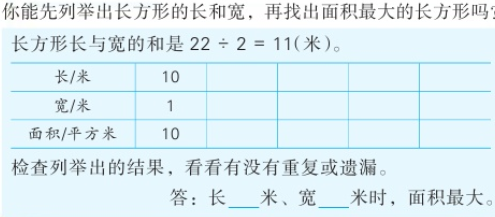 你能先列举出长方形的长和宽，再找出面积最大的长方形吗？
长方形长与宽的和是 22 ÷ 2 = 11(米)。
长/米 10
宽/米 1
面积/平方米 10
检查列举出的结果，看看有没有重复或遗漏。
答：长__米、宽__米时，面积最大。